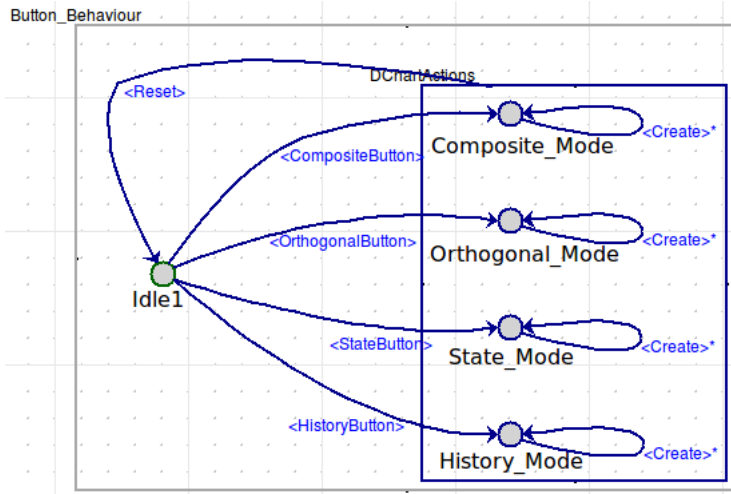 Button_Behaviour
DChartActions
<Reset>
<Create>*
Composite_Mode
<CompositeButton>
<OrthogonalButton>
<Create>*
Orthogonal_Mode
Idle1
<StateButton>
<Create>*
State_Mode
<HistoryButton>
<Create>*
History_Mode